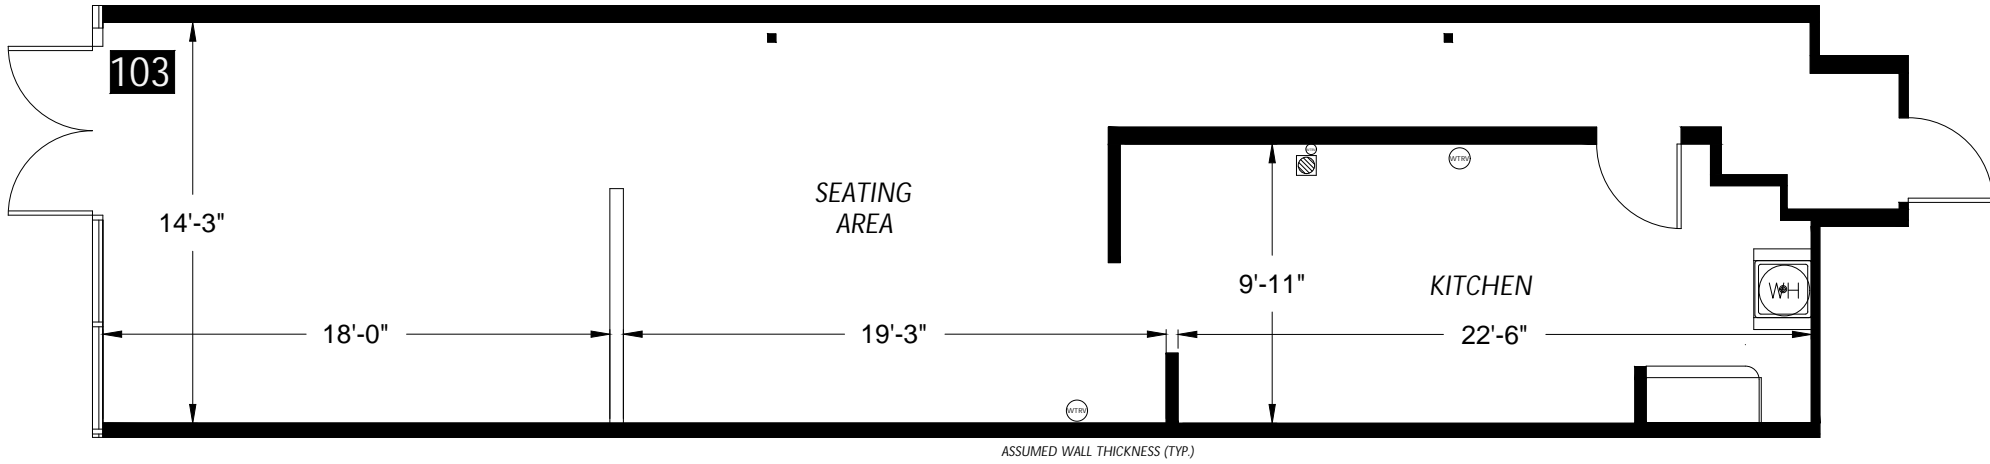 103
14'-3"
18'-0"
SEATING
AREA
19'-3"
WTRV
WTRV
9'-11"
KITCHEN
22'-6"
WH
ASSUMED WALL THICKNESS (TYP.)